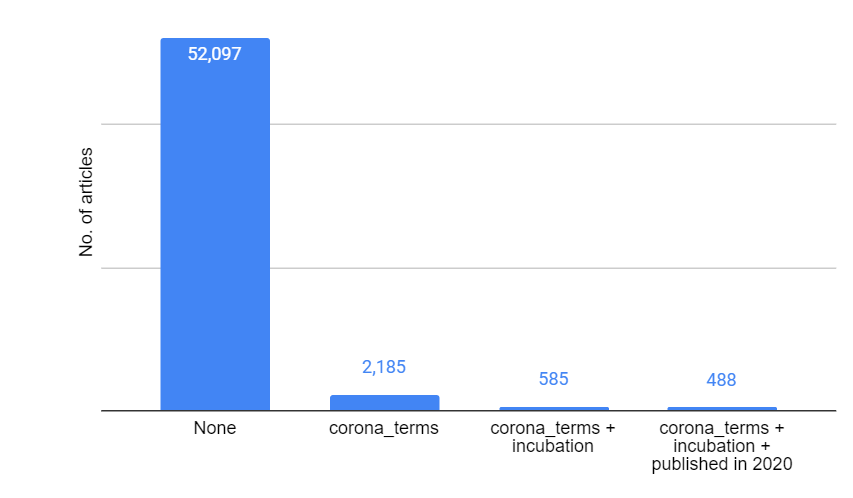 52,097
2,185
585
488
No. of articles
None
corona_terms
corona_terms +
incubation
corona_terms +
incubation +
published in 2020